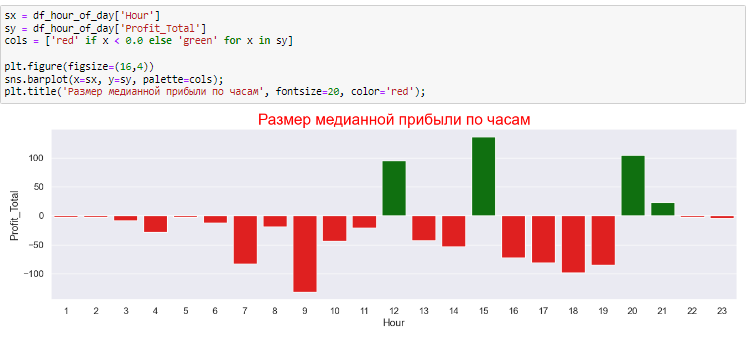 sx = df_hour_of_day['Hour']
sy = df_hour_of_day['Profit_Total']
cols = ['red' if x < 0.0 else 'green' for x in sy]
plt.figure(figsize=(16,4))
sns.barplot(x=sx, y=sy, palette=cols);
plt.title('Размер медианной прибыли по часам', fontsize=20, color='red');
Размер медианной прибыли по часам
100
50
0
−50
−100
Profit_Total
1 2 3 4 5 6 7 8 9 10 11 12 13 14 15 16 17 18 19 20 21 22 23
Hour